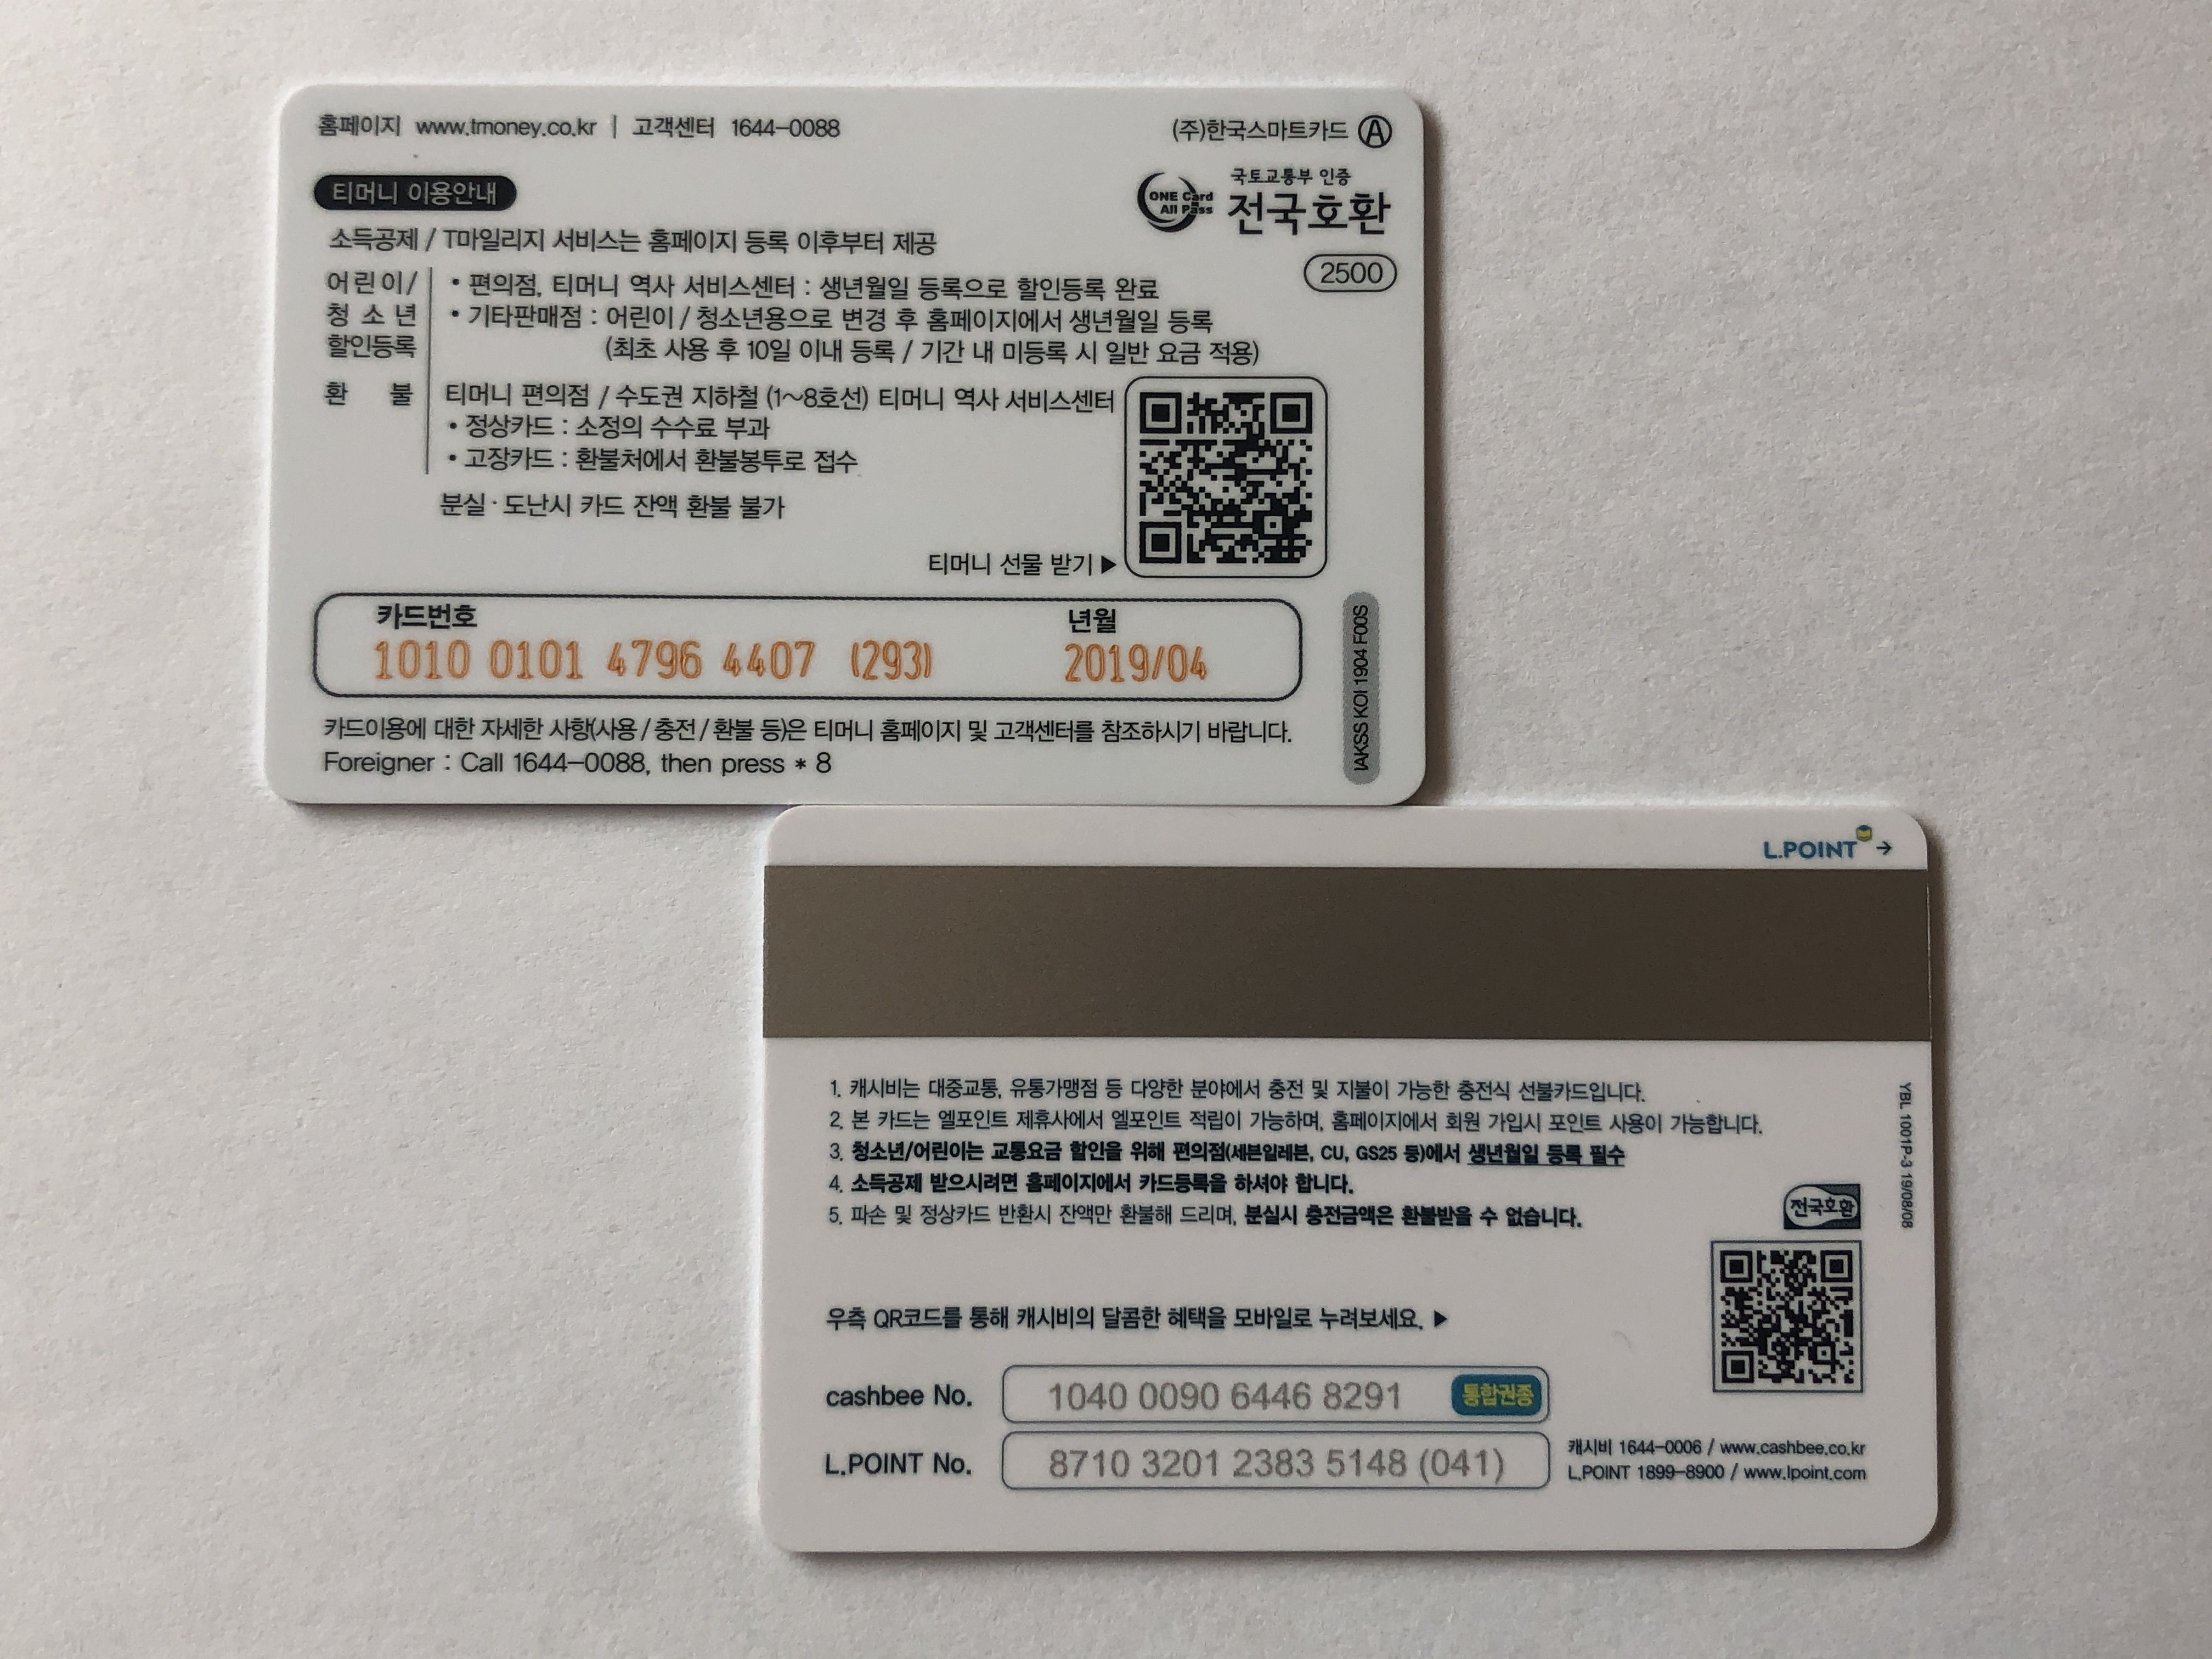 홈페이지 www.tmoney.co.kr | 고객센터 1644-0088
(주)한국스마트카드 Ⓐ
티머니 이용안내
ONE Card All Pass
국토교통부 인증
전국호환
2500
소득공제 / T마일리지 서비스는 홈페이지 등록 이후부터 제공
어린이/청소년 할인등록
• 편의점, 티머니 역사 서비스센터 : 생년월일 등록으로 할인등록 완료
• 기타판매점 : 어린이 / 청소년용으로 변경 후 홈페이지에서 생년월일 등록
(최초 사용 후 10일 이내 등록 / 기간 내 미등록 시 일반 요금 적용)
환 불
티머니 편의점 / 수도권 지하철 (1~8호선) 티머니 역사 서비스센터
• 정상카드 : 소정의 수수료 부과
• 고장카드 : 환불처에서 환불봉투로 접수
분실 · 도난시 카드 잔액 환불 불가
티머니 선물 받기 ▶
카드번호 년월
1010 0101 4796 4407 (293) 2019/04
IAKSS KOI 1904 F00S
카드이용에 대한 자세한 사항(사용 / 충전 / 환불 등)은 티머니 홈페이지 및 고객센터를 참조하시기 바랍니다.
Foreigner : Call 1644-0088, then press * 8
L.POINT →
1. 캐시비는 대중교통, 유통가맹점 등 다양한 분야에서 충전 및 지불이 가능한 충전식 선불카드입니다.
2. 본 카드는 엘포인트 제휴사에서 엘포인트 적립이 가능하며, 홈페이지에서 회원 가입시 포인트 사용이 가능합니다.
3. 청소년/어린이는 교통요금 할인을 위해 편의점(세븐일레븐, CU, GS25 등)에서 생년월일 등록 필수
4. 소득공제 받으시려면 홈페이지에서 카드등록을 하셔야 합니다.
5. 파손 및 정상카드 반환시 잔액만 환불해 드리며, 분실시 충전금액은 환불받을 수 없습니다.
YBL 1001P-3 19/08/08
전국호환
우측 QR코드를 통해 캐시비의 달콤한 혜택을 모바일로 누려보세요. ▶
cashbee No. 1040 0090 6446 8291 통합권종
L.POINT No. 8710 3201 2383 5148 (041)
캐시비 1644-0006 / www.cashbee.co.kr
L.POINT 1899-8900 / www.lpoint.com